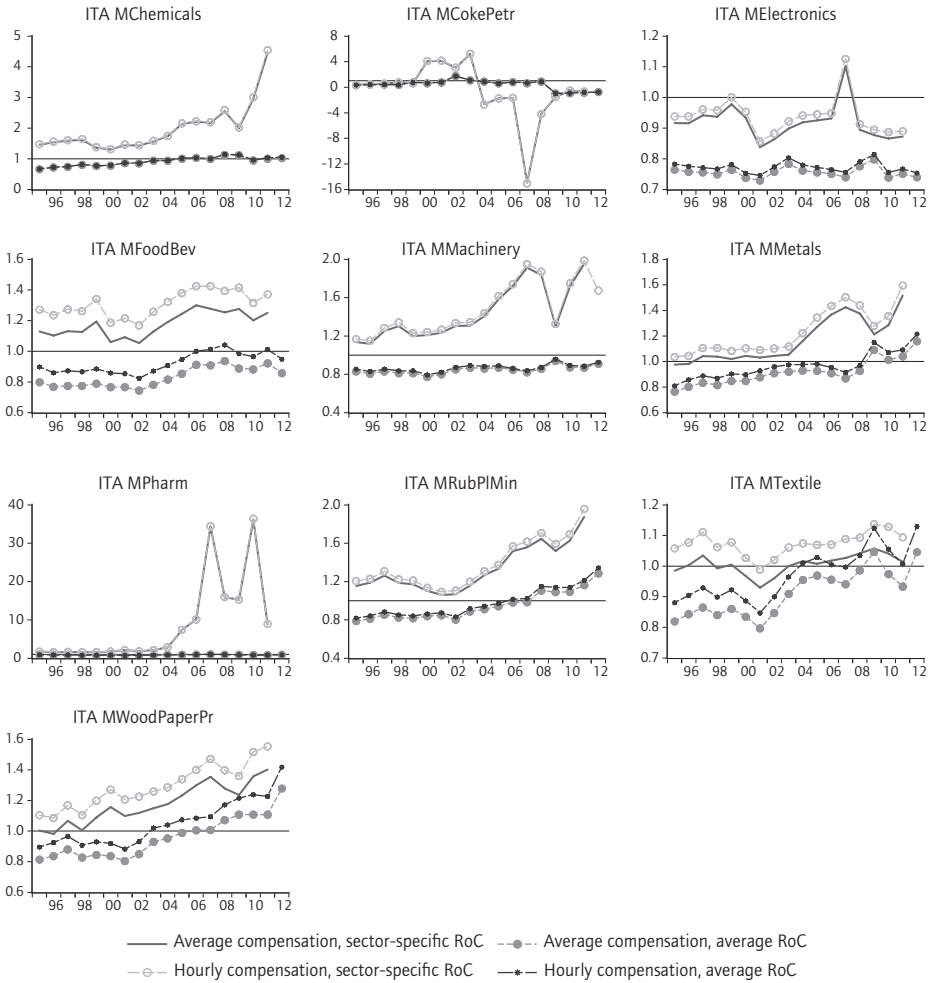 ITA MChemicals
ITA MCokePetr
ITA MElectronics
5
4
3
2
1
0
96 98 00 02 04 06 08 10 12
8
4
0
-4
-8
-12
-16
96 98 00 02 04 06 08 10 12
1.2
1.1
1.0
0.9
0.8
0.7
96 98 00 02 04 06 08 10 12
ITA MFoodBev
ITA MMachinery
ITA MMetals
1.6
1.4
1.2
1.0
0.8
0.6
96 98 00 02 04 06 08 10 12
2.0
1.6
1.2
0.8
0.4
96 98 00 02 04 06 08 10 12
1.8
1.6
1.4
1.2
1.0
0.8
0.6
96 98 00 02 04 06 08 10 12
ITA MPharm
ITA MRubPlMin
ITA MTextile
40
30
20
10
0
96 98 00 02 04 06 08 10 12
2.0
1.6
1.2
0.8
0.4
96 98 00 02 04 06 08 10 12
1.2
1.1
1.0
0.9
0.8
0.7
96 98 00 02 04 06 08 10 12
ITA MWoodPaperPr
1.6
1.4
1.2
1.0
0.8
0.6
96 98 00 02 04 06 08 10 12
Average compensation, sector-specific RoC
Average compensation, average RoC
Hourly compensation, sector-specific RoC
Hourly compensation, average RoC